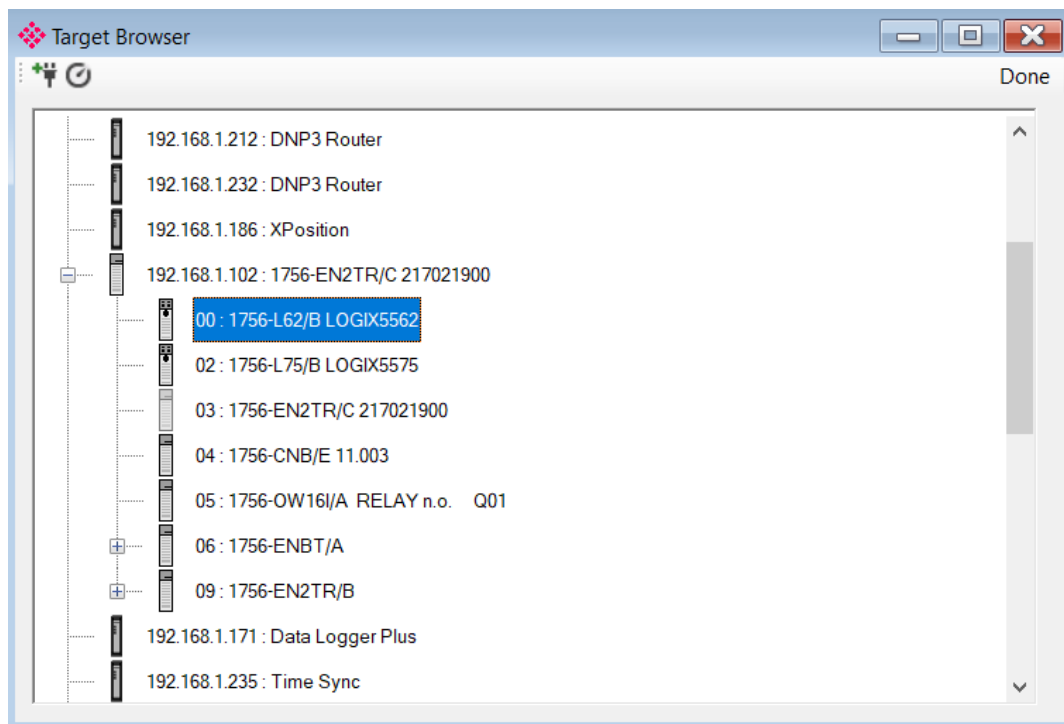 Target Browser
Done
192.168.1.212 : DNP3 Router
192.168.1.232 : DNP3 Router
192.168.1.186 : XPosition
192.168.1.102 : 1756-EN2TR/C 217021900
00 : 1756-L62/B LOGIX5562
02 : 1756-L75/B LOGIX5575
03 : 1756-EN2TR/C 217021900
04 : 1756-CNB/E 11.003
05 : 1756-OW16I/A RELAY n.o. Q01
06 : 1756-ENBT/A
09 : 1756-EN2TR/B
192.168.1.171 : Data Logger Plus
192.168.1.235 : Time Sync